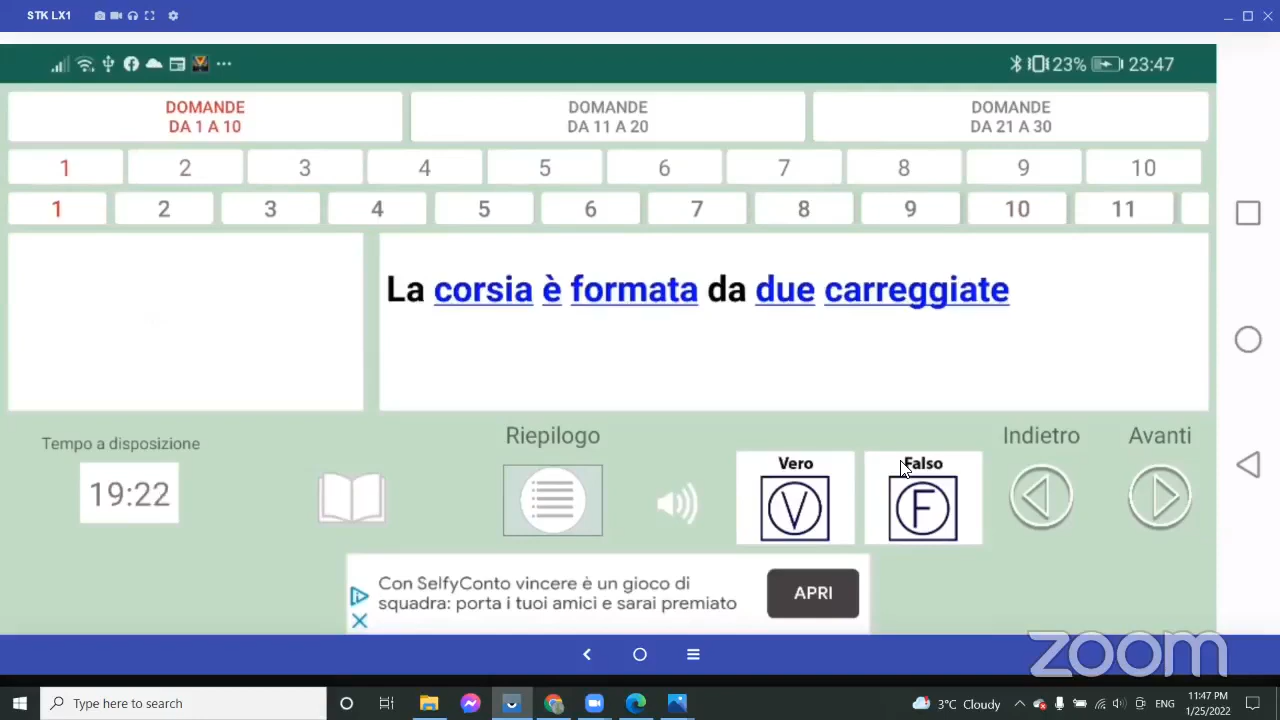 STK LX1
23% 23:47
DOMANDE
DA 1 A 10
DOMANDE
DA 11 A 20
DOMANDE
DA 21 A 30
1 2 3 4 5 6 7 8 9 10
1 2 3 4 5 6 7 8 9 10 11
La corsia è formata da due carreggiate
Tempo a disposizione
19:22
Riepilogo
Vero
V
Falso
F
Indietro
Avanti
Con SelfyConto vincere è un gioco di
squadra: porta i tuoi amici e sarai premiato
APRI
zoom
Type here to search
3°C Cloudy
ENG
11:47 PM
1/25/2022